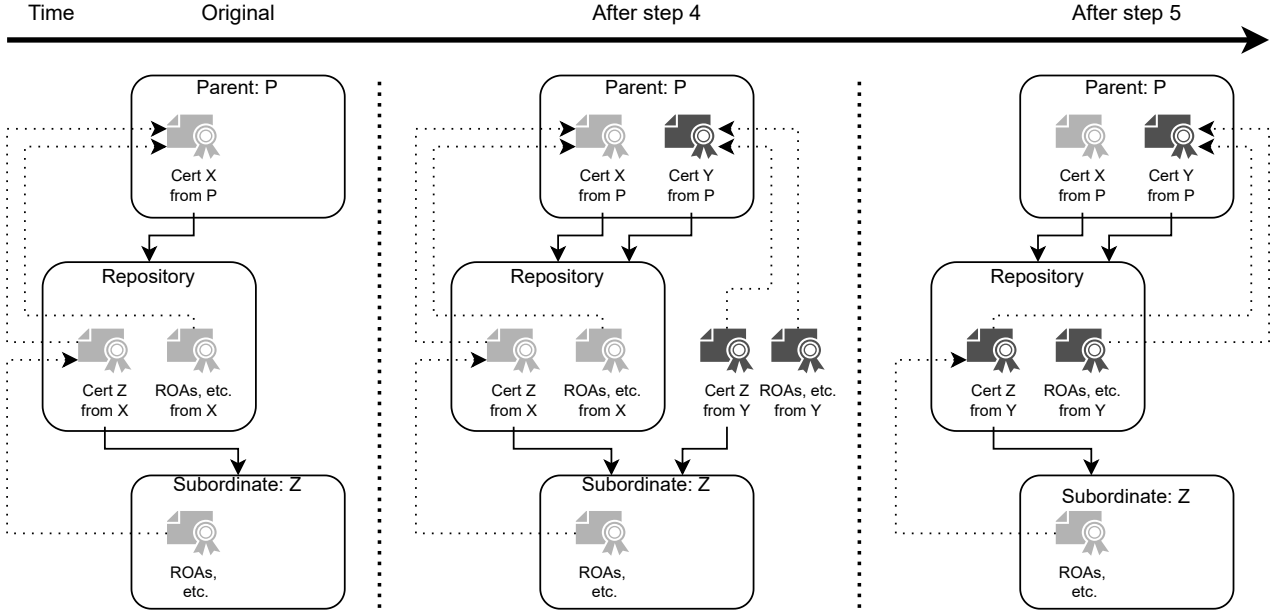 Time
Original
After step 4
After step 5
Parent: P
Cert X
from P
Repository
Cert Z
from X
ROAs, etc.
from X
Subordinate: Z
ROAs,
etc.
Parent: P
Cert X
from P
Cert Y
from P
Repository
Cert Z
from X
ROAs, etc.
from X
Cert Z
from Y
ROAs, etc.
from Y
Subordinate: Z
ROAs,
etc.
Parent: P
Cert X
from P
Cert Y
from P
Repository
Cert Z
from Y
ROAs, etc.
from Y
Subordinate: Z
ROAs,
etc.